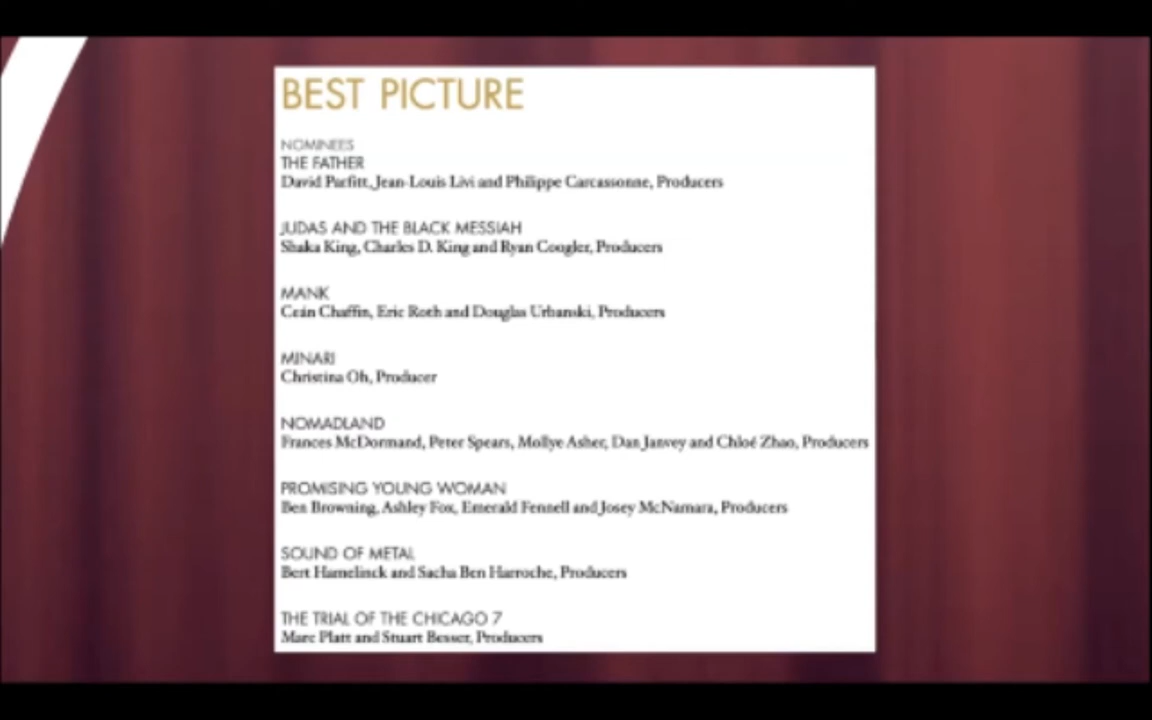 BEST PICTURE
NOMINEES
THE FATHER
David Parfitt, Jean-Louis Livi and Philippe Carcassonne, Producers
JUDAS AND THE BLACK MESSIAH
Shaka King, Charles D. King and Ryan Coogler, Producers
MANK
Ceán Chaffin, Eric Roth and Douglas Urbanski, Producers
MINARI
Christina Oh, Producer
NOMADLAND
Frances McDormand, Peter Spears, Mollye Asher, Dan Janvey and Chloé Zhao, Producers
PROMISING YOUNG WOMAN
Ben Browning, Ashley Fox, Emerald Fennell and Josey McNamara, Producers
SOUND OF METAL
Bert Hamelinck and Sacha Ben Harroche, Producers
THE TRIAL OF THE CHICAGO 7
Marc Platt and Stuart Besser, Producers